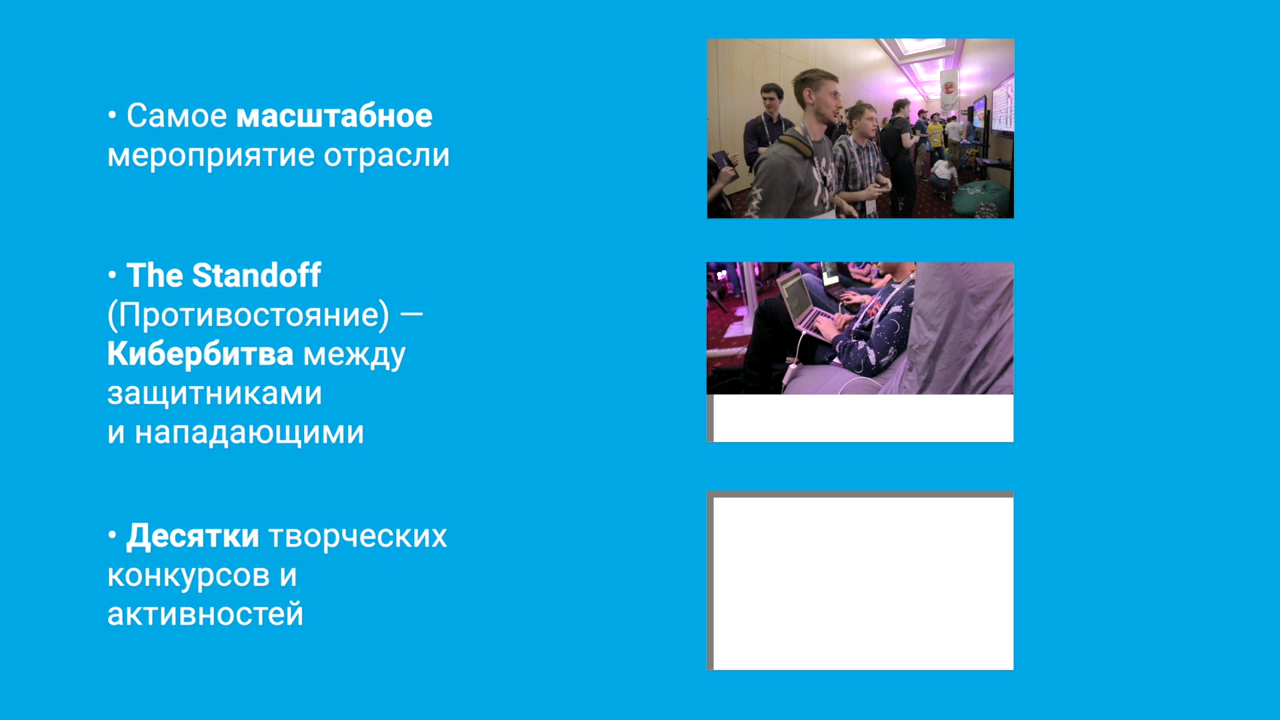 • Самое масштабное
мероприятие отрасли
• The Standoff
(Противостояние) —
Кибербитва между
защитниками
и нападающими
• Десятки творческих
конкурсов и
активностей